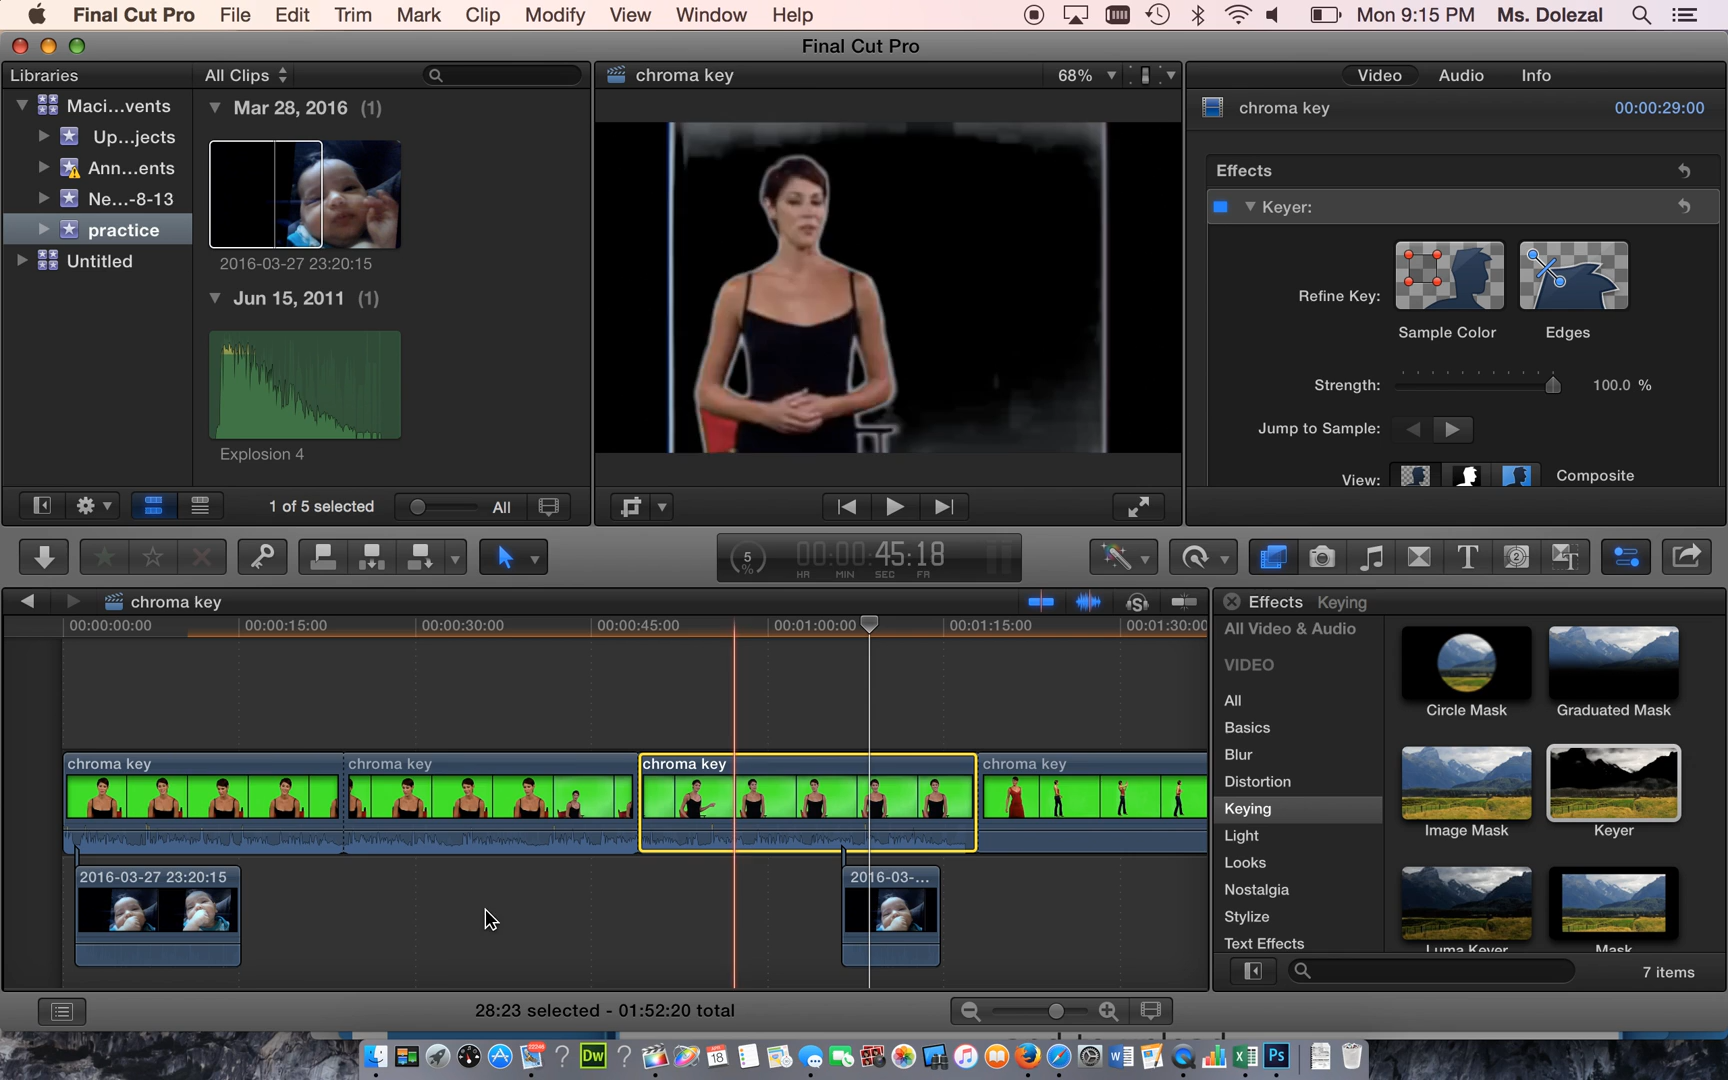 Final Cut Pro File Edit Trim Mark Clip Modify View Window Help Mon 9:15 PM Ms. Dolezal
Final Cut Pro
Libraries All Clips chroma key 68% Video Audio Info
Maci...vents Mar 28, 2016 (1) chroma key 00:00:29:00
Up...jects
Ann...ents Effects
Ne...-8-13 Keyer:
practice
Untitled 2016-03-27 23:20:15
Jun 15, 2011 (1) Refine Key:
Sample Color Edges
Strength: 100.0 %
Jump to Sample:
Explosion 4
View: Composite
1 of 5 selected All
5 % 00:00:45:18
HR MIN SEC FR
chroma key Effects Keying
00:00:00:00 00:00:15:00 00:00:30:00 00:00:45:00 00:01:00:00 00:01:15:00 00:01:30:00 All Video & Audio
VIDEO
All
Circle Mask Graduated Mask
Basics
Blur
chroma key chroma key chroma key chroma key
Distortion
Keying
Image Mask Keyer
Light
Looks
2016-03-27 23:20:15 2016-03-...
Nostalgia
Stylize
Text Effects Luma Keyer Mask
7 items
28:23 selected - 01:52:20 total
Dw
APR
18
W
X
Ps